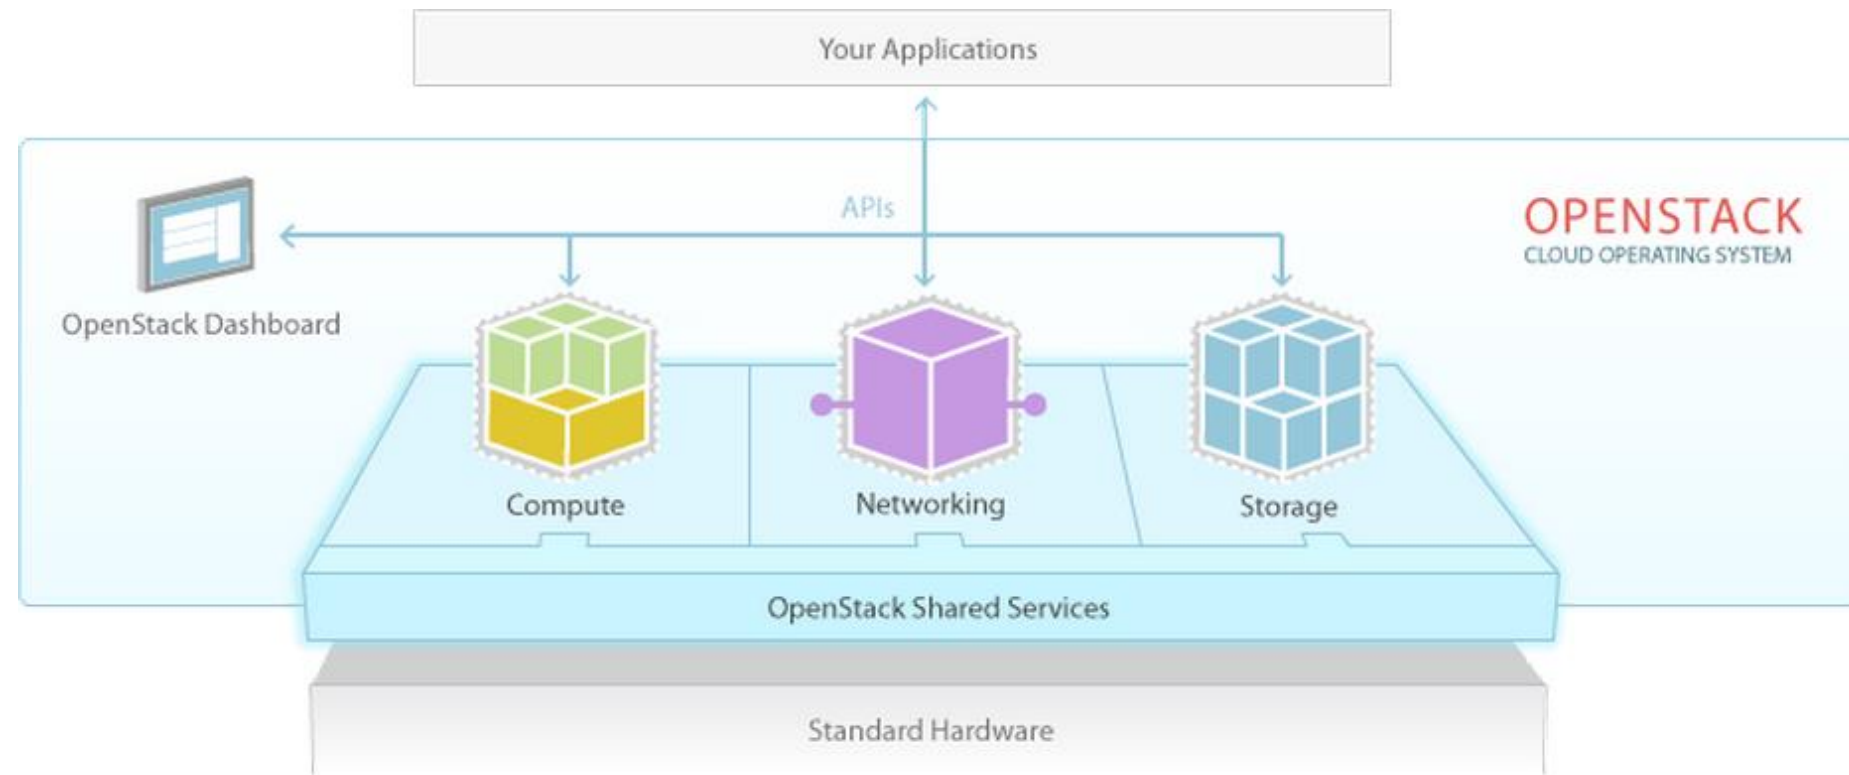 Your Applications
APIs
OPENSTACK
CLOUD OPERATING SYSTEM
OpenStack Dashboard
Compute
Networking
Storage
OpenStack Shared Services
Standard Hardware